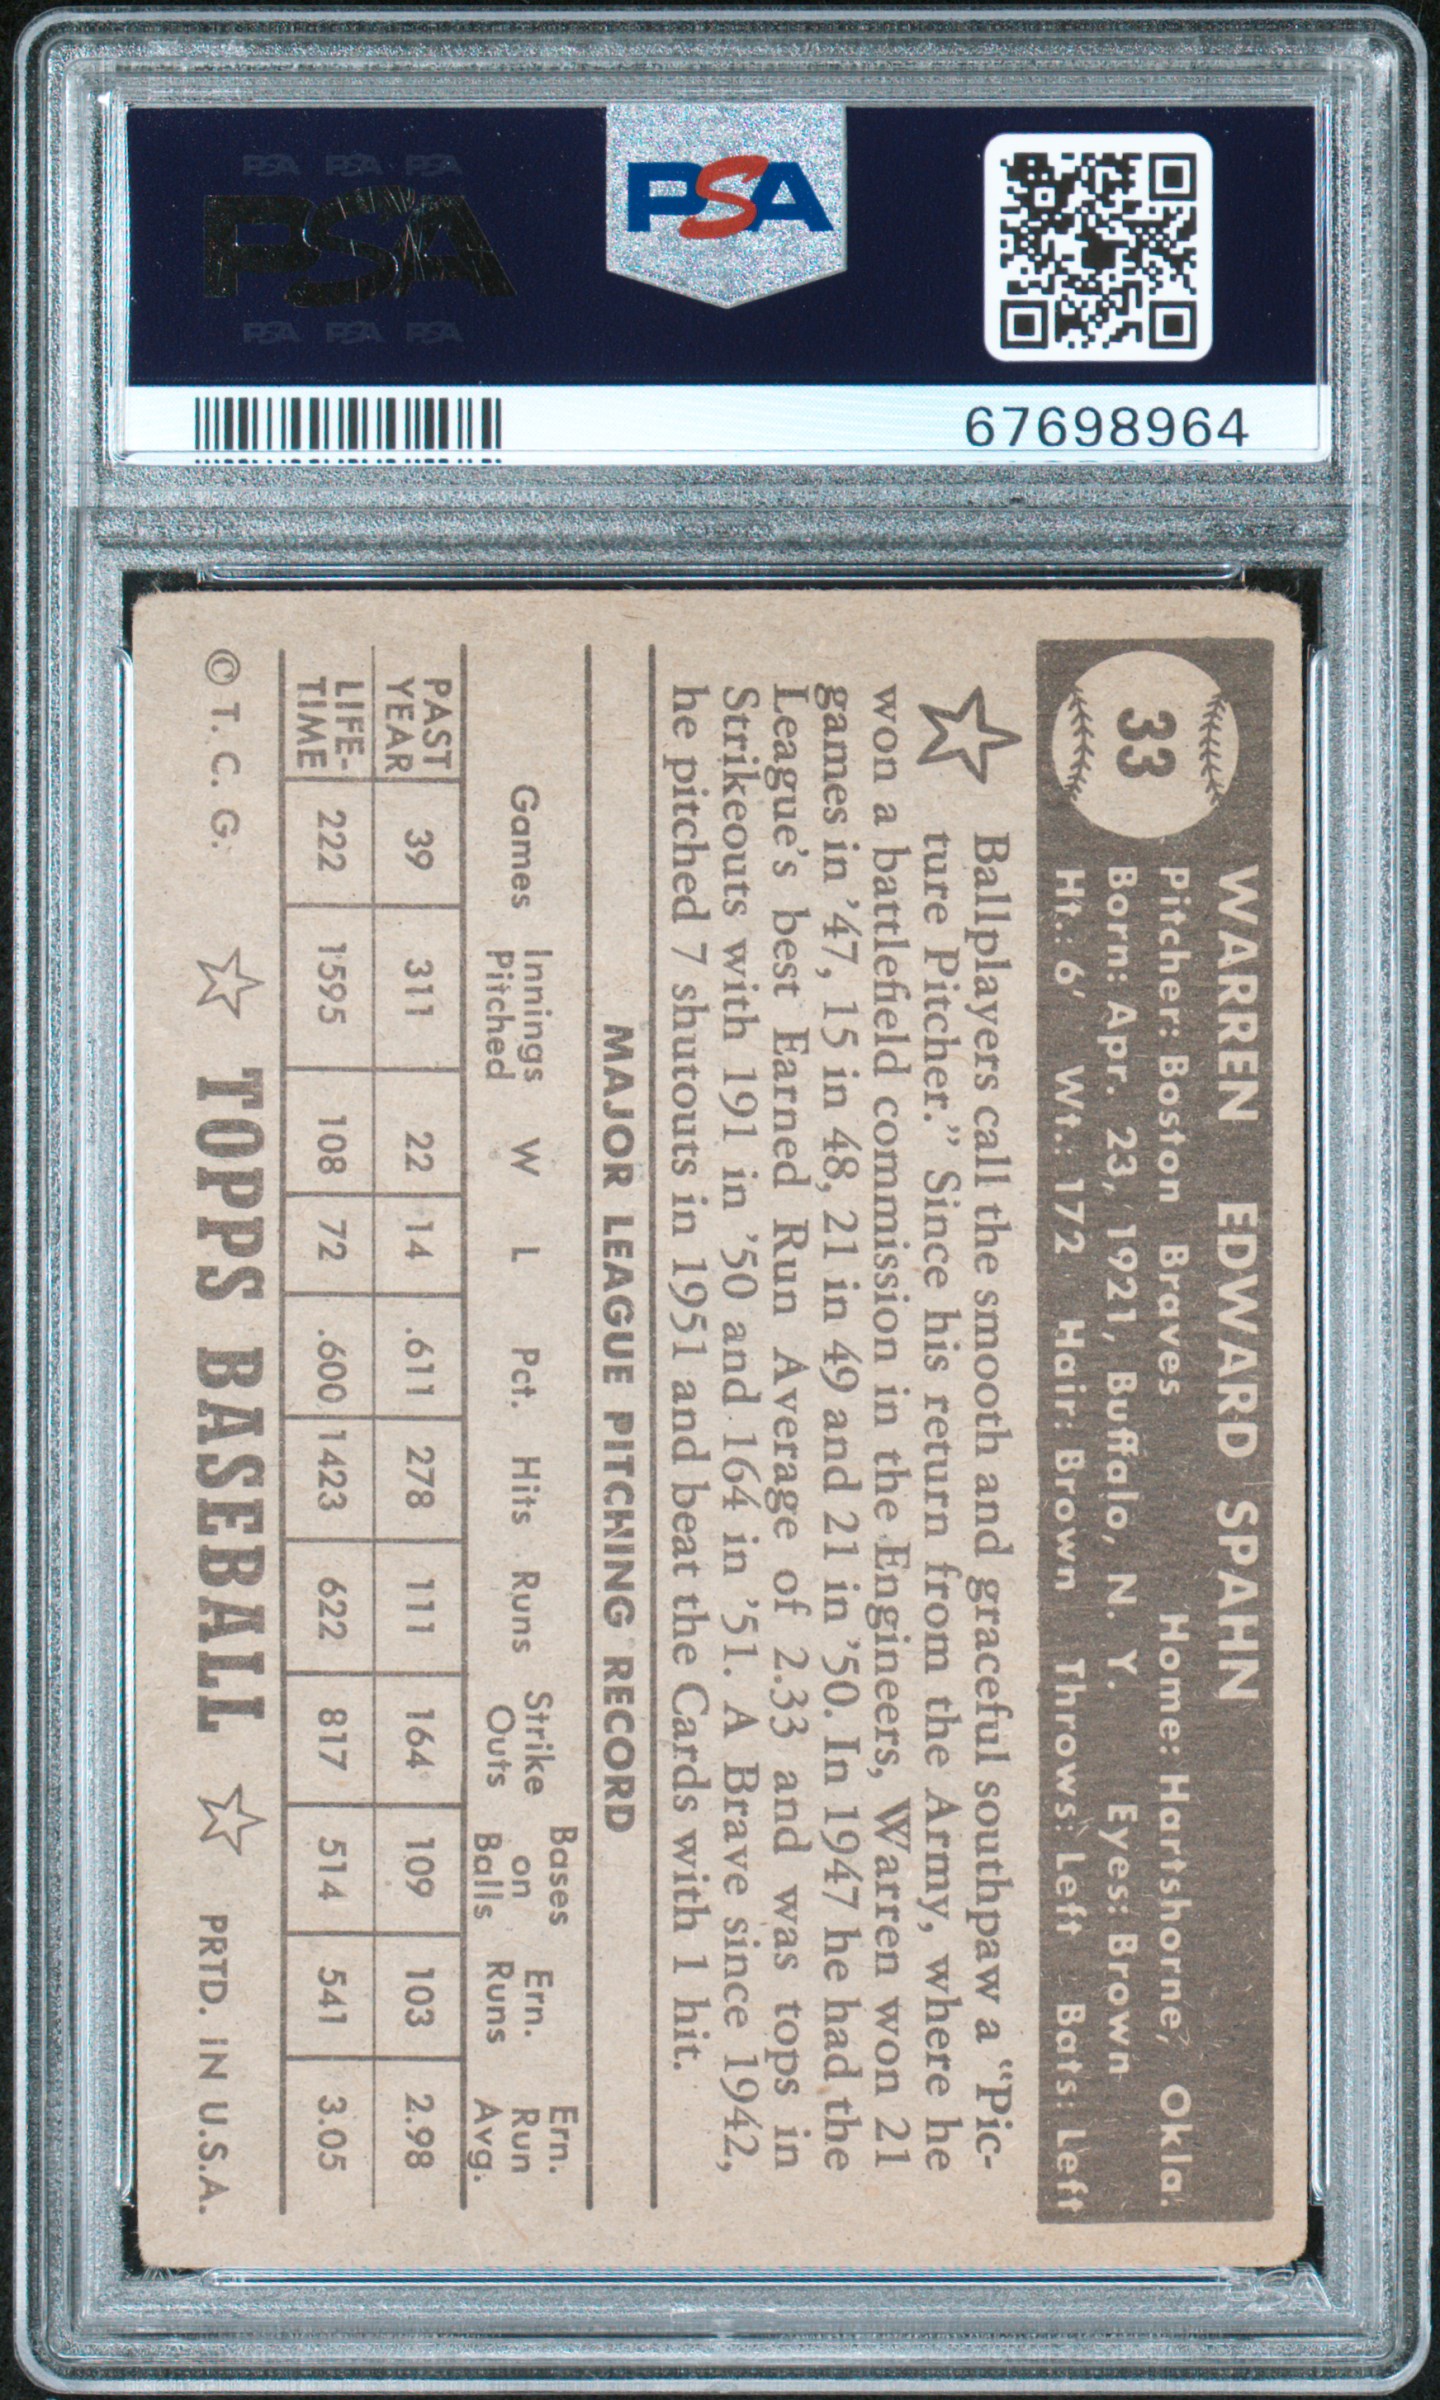 PSA PSA PSA
PSA
PSA PSA PSA
PSA
67698964
33
WARREN EDWARD SPAHN
Pitcher: Boston Braves Home: Hartshorne, Okla.
Born: Apr. 23, 1921, Buffalo, N. Y. Eyes: Brown
Ht.: 6' Wt.: 172 Hair: Brown Throws: Left Bats: Left
Ballplayers call the smooth and graceful southpaw a "Pic-
ture Pitcher." Since his return from the Army, where he
won a battlefield commission in the Engineers, Warren won 21
games in '47, 15 in 48, 21 in 49 and 21 in '50. In 1947 he had the
League's best Earned Run Average of 2.33 and was tops in
Strikeouts with 191 in '50 and 164 in '51. A Brave since 1942,
he pitched 7 shutouts in 1951 and beat the Cards with 1 hit.
MAJOR LEAGUE PITCHING RECORD
Games Innings Pitched W L Pct. Hits Runs Strike Outs Bases on Balls Ern. Runs Ern. Run Avg.
PAST YEAR 39 311 22 14 .611 278 111 164 109 103 2.98
LIFE-TIME 222 1595 108 72 .600 1423 622 817 514 541 3.05
© T. C. G. TOPPS BASEBALL PRTD. IN U.S.A.
PSA